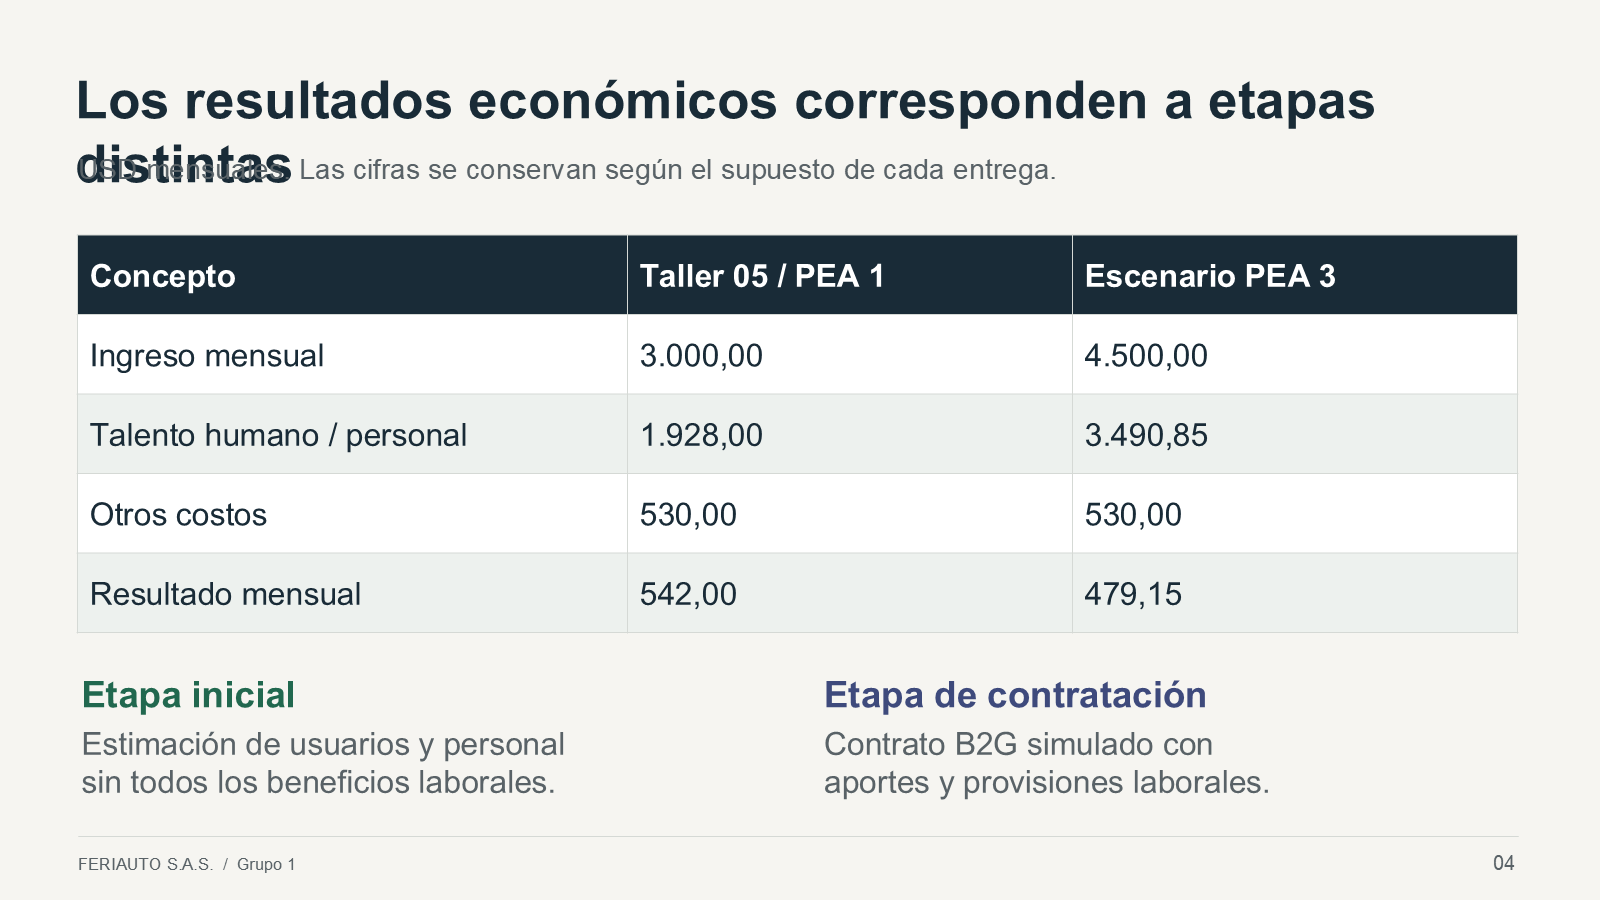 Los resultados económicos corresponden a etapas
distintas
USD mensuales. Las cifras se conservan según el supuesto de cada entrega.
Concepto Taller 05 / PEA 1 Escenario PEA 3
Ingreso mensual 3.000,00 4.500,00
Talento humano / personal 1.928,00 3.490,85
Otros costos 530,00 530,00
Resultado mensual 542,00 479,15
Etapa inicial
Estimación de usuarios y personal
sin todos los beneficios laborales.
Etapa de contratación
Contrato B2G simulado con
aportes y provisiones laborales.
FERIAUTO S.A.S. / Grupo 1
04